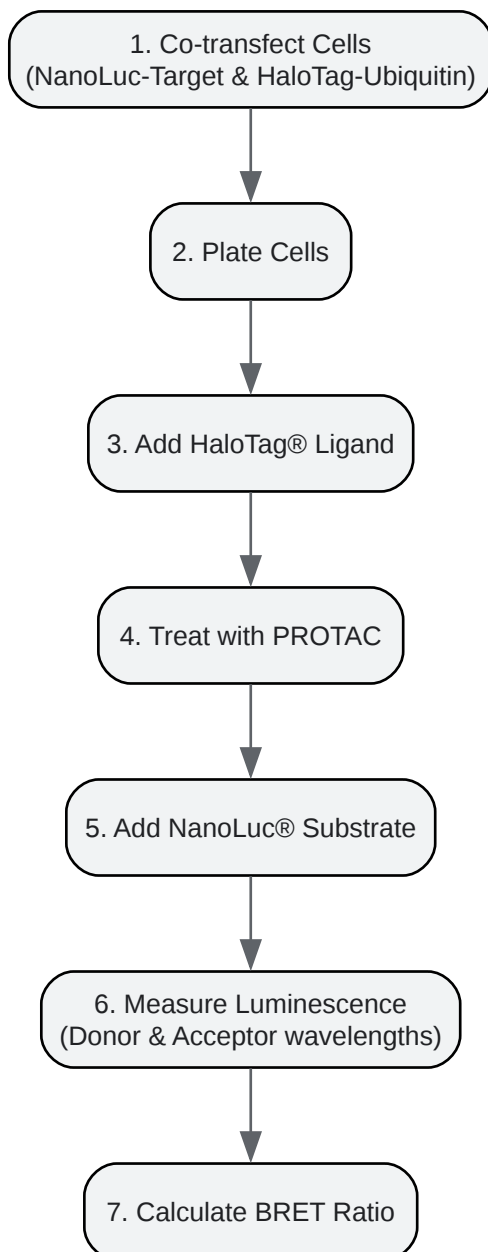 1. Co-transfect Cells
(NanoLuc-Target & HaloTag-Ubiquitin)
2. Plate Cells
3. Add HaloTag® Ligand
4. Treat with PROTAC
5. Add NanoLuc® Substrate
6. Measure Luminescence
(Donor & Acceptor wavelengths)
7. Calculate BRET Ratio